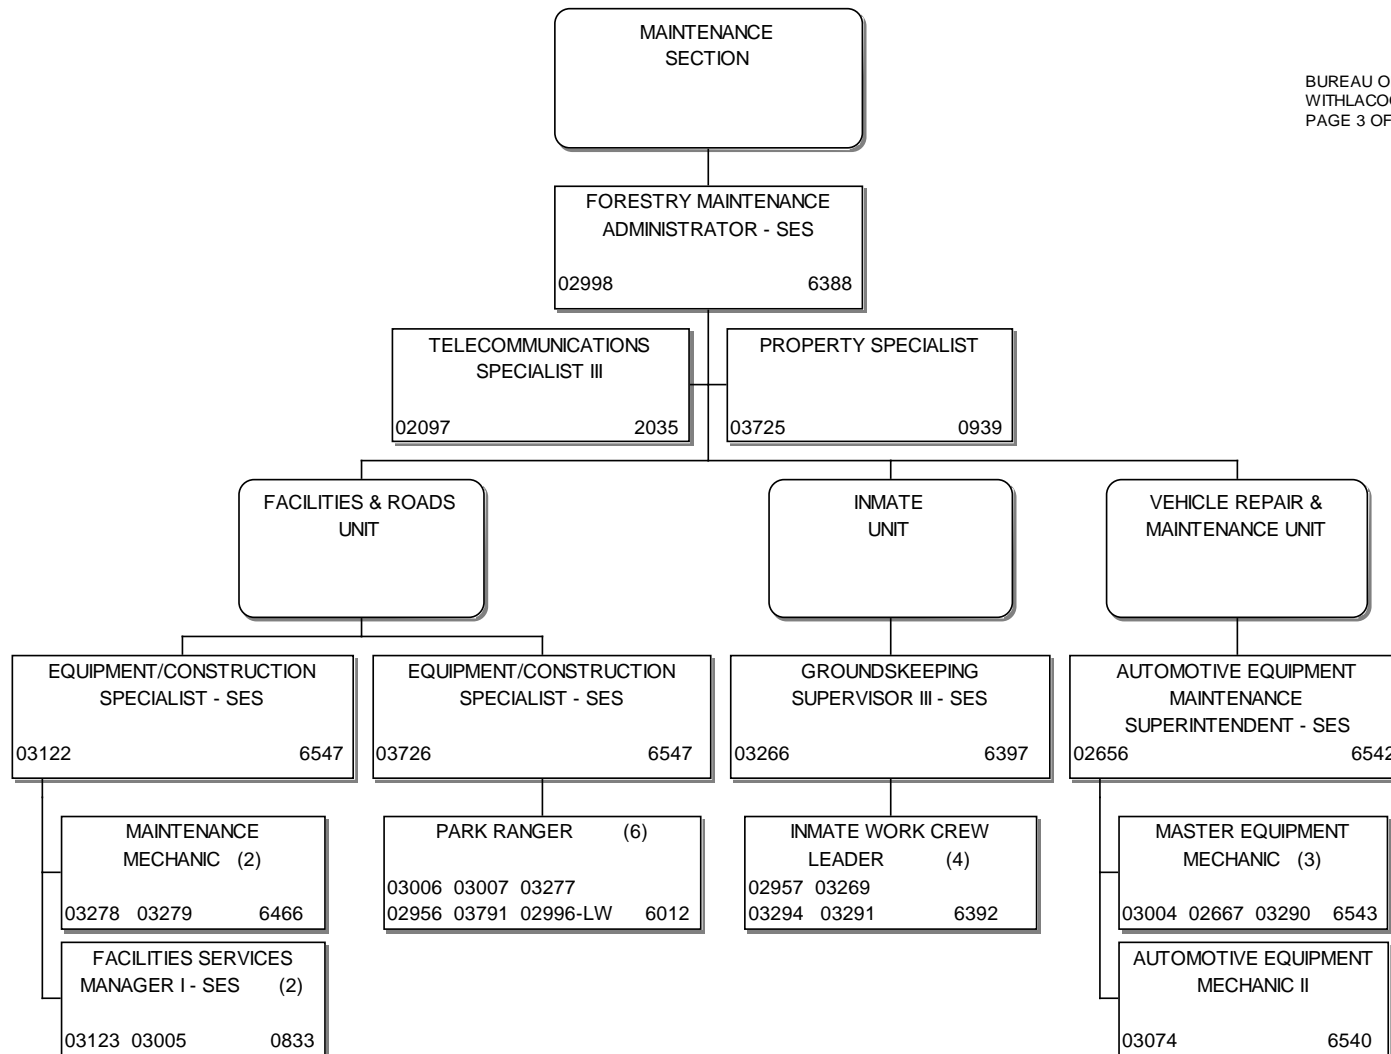 MAINTENANCE
SECTION
BUREAU O
WITHLACOO
PAGE 3 OF
FORESTRY MAINTENANCE
ADMINISTRATOR - SES
02998 6388
TELECOMMUNICATIONS
SPECIALIST III
02097 2035
PROPERTY SPECIALIST
03725 0939
FACILITIES & ROADS
UNIT
INMATE
UNIT
VEHICLE REPAIR &
MAINTENANCE UNIT
EQUIPMENT/CONSTRUCTION
SPECIALIST - SES
03122 6547
EQUIPMENT/CONSTRUCTION
SPECIALIST - SES
03726 6547
GROUNDSKEEPING
SUPERVISOR III - SES
03266 6397
AUTOMOTIVE EQUIPMENT
MAINTENANCE
SUPERINTENDENT - SES
02656 6542
MAINTENANCE
MECHANIC (2)
03278 03279 6466
PARK RANGER (6)
03006 03007 03277
02956 03791 02996-LW 6012
INMATE WORK CREW
LEADER (4)
02957 03269
03294 03291 6392
MASTER EQUIPMENT
MECHANIC (3)
03004 02667 03290 6543
FACILITIES SERVICES
MANAGER I - SES (2)
03123 03005 0833
AUTOMOTIVE EQUIPMENT
MECHANIC II
03074 6540